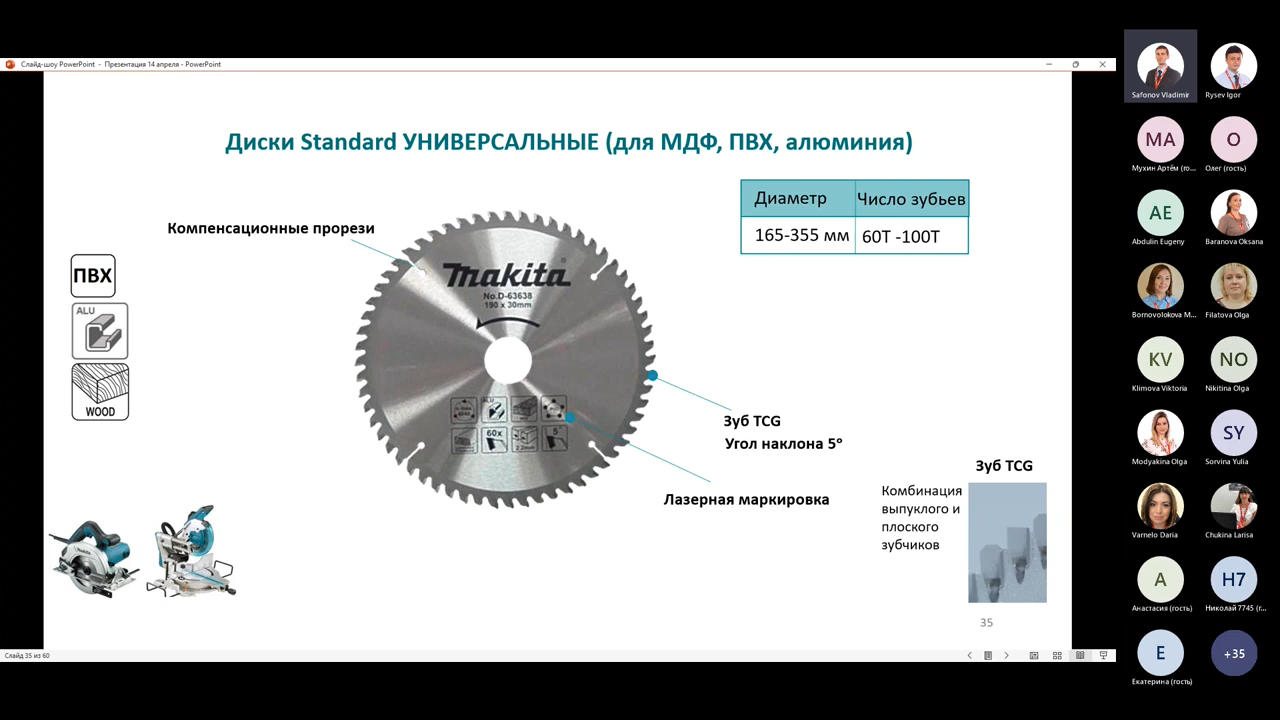 Слайд-шоу PowerPoint - Презентация 14 апреля - PowerPoint
Диски Standard УНИВЕРСАЛЬНЫЕ (для МДФ, ПВХ, алюминия)
Диаметр Число зубьев
165-355 мм 60T -100T
Компенсационные прорези
ПВХ
ALU
WOOD
makita
No.D-63638
190 x 30mm
ALU
60x
2.2mm
5°
Зуб TCG
Угол наклона 5°
Лазерная маркировка
Зуб TCG
Комбинация
выпуклого и
плоского
зубчиков
35
Слайд 35 из 60
Safonov Vladimir
Rysev Igor
MA
Мухин Артём (го...
О
Олег (гость)
AE
Abdulin Eugeny
Baranova Oksana
Bornovolokova M...
Filatova Olga
KV
Klimova Viktoria
NO
Nikitina Olga
Modyakina Olga
SY
Sorvina Yulia
Varnelo Daria
Chukina Larisa
А
Анастасия (гость)
H7
Николай 7745 (г...
Е
Екатерина (гость)
+35